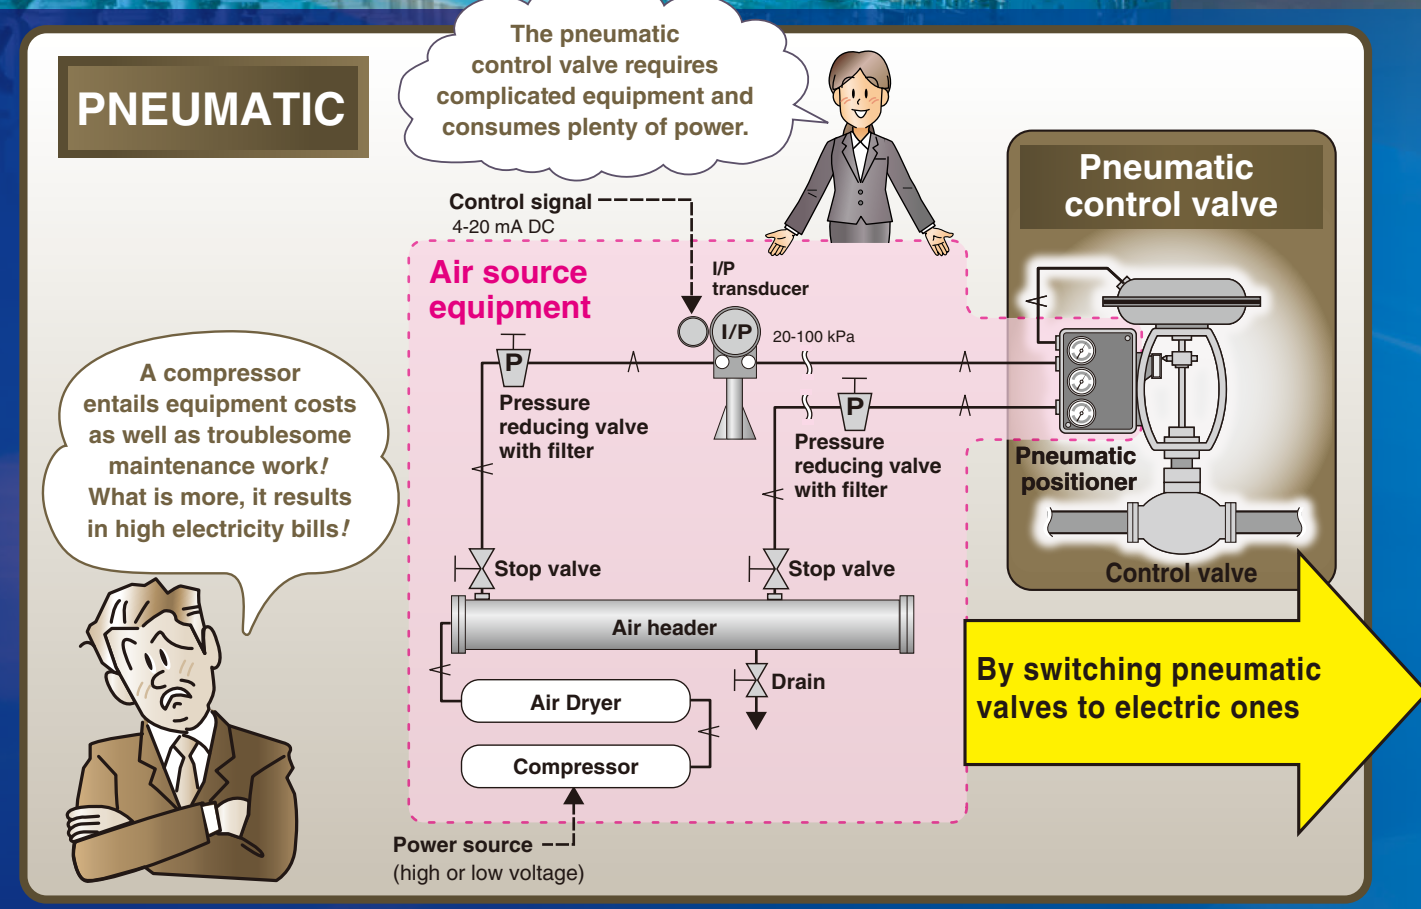 PNEUMATIC
The pneumatic
control valve requires
complicated equipment and
consumes plenty of power.
Pneumatic
control valve
Control signal
4-20 mA DC
Air source
equipment
I/P
transducer
I/P
20-100 kPa
P
Pressure
reducing valve
with filter
P
Pressure
reducing valve
with filter
Pneumatic
positioner
Control valve
A compressor
entails equipment costs
as well as troublesome
maintenance work!
What is more, it results
in high electricity bills!
Stop valve
Stop valve
Air header
Drain
Air Dryer
Compressor
Power source
(high or low voltage)
By switching pneumatic
valves to electric ones